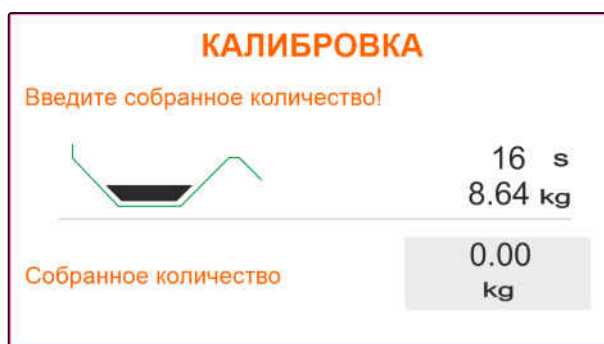 КАЛИБРОВКА
Введите собранное количество!
16 s
8.64 kg
Собранное количество
0.00
kg